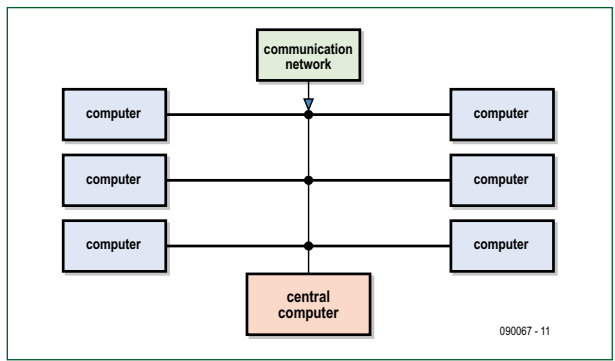 communication
network
computer
computer
computer
computer
computer
computer
central
computer
090067 - 11